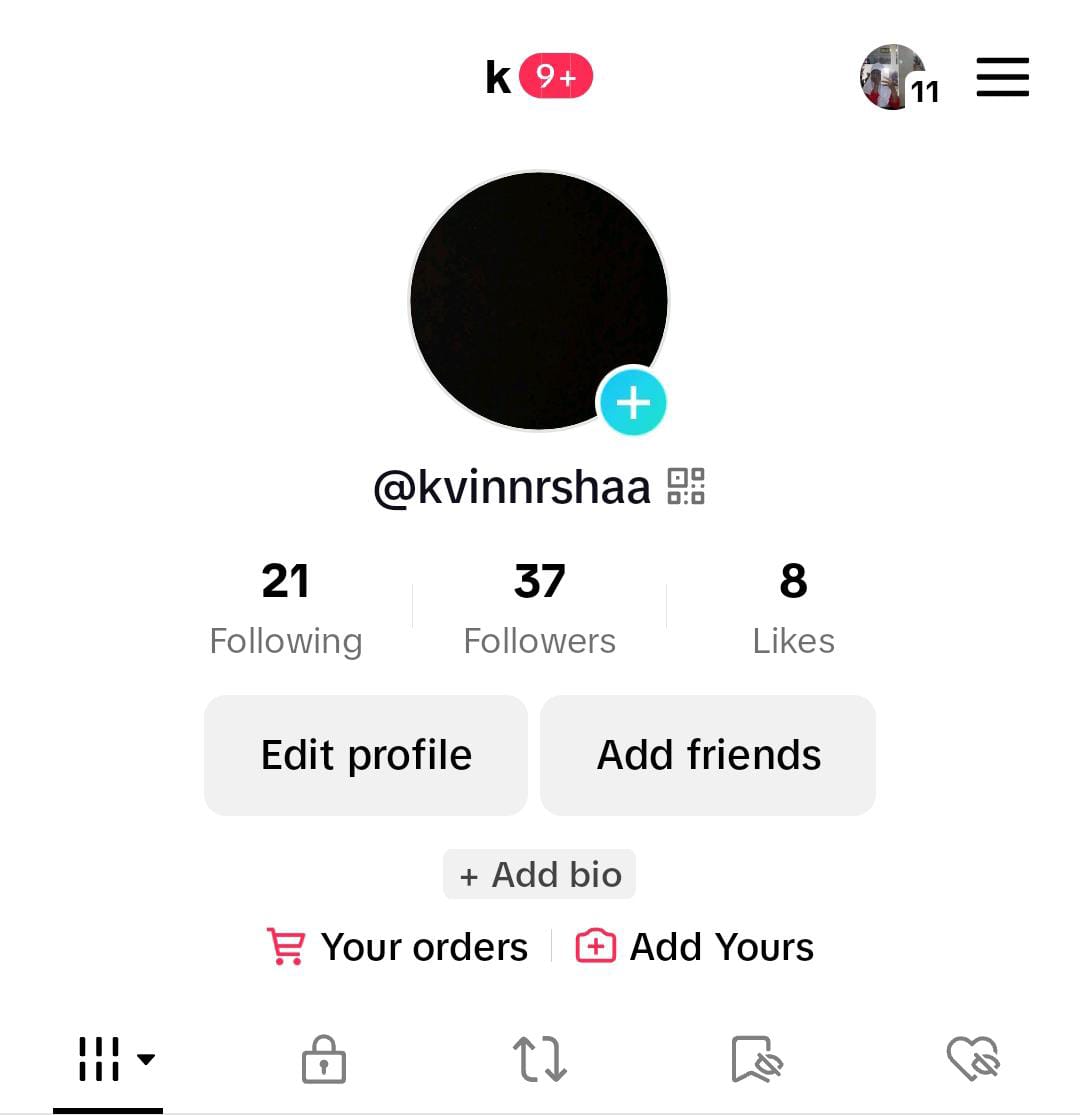 k 9+ 11
@kvinnrshaa
21 37 8
Following Followers Likes
Edit profile Add friends
+ Add bio
Your orders Add Yours